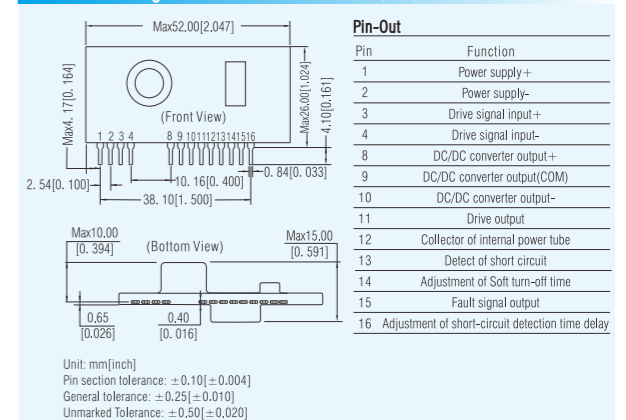 Max52.00[2.047]
Max4.17[0.164]
(Front View)
Max26.00[1.024]
4.10[0.161]
1 2 3 4 8 9 10111213141516
2.54[0.100]
10.16[0.400]
0.84[0.033]
38.10[1.500]
Max10.00
[0.394]
(Bottom View)
Max15.00
[0.591]
0.65
[0.026]
0.40
[0.016]
Unit: mm[inch]
Pin section tolerance: ±0.10[±0.004]
General tolerance: ±0.25[±0.010]
Unmarked Tolerance: ±0.50[±0.020]
Pin-Out
Pin Function
1 Power supply+
2 Power supply-
3 Drive signal input+
4 Drive signal input-
8 DC/DC converter output+
9 DC/DC converter output(COM)
10 DC/DC converter output-
11 Drive output
12 Collector of internal power tube
13 Detect of short circuit
14 Adjustment of Soft turn-off time
15 Fault signal output
16 Adjustment of short-circuit detection time delay